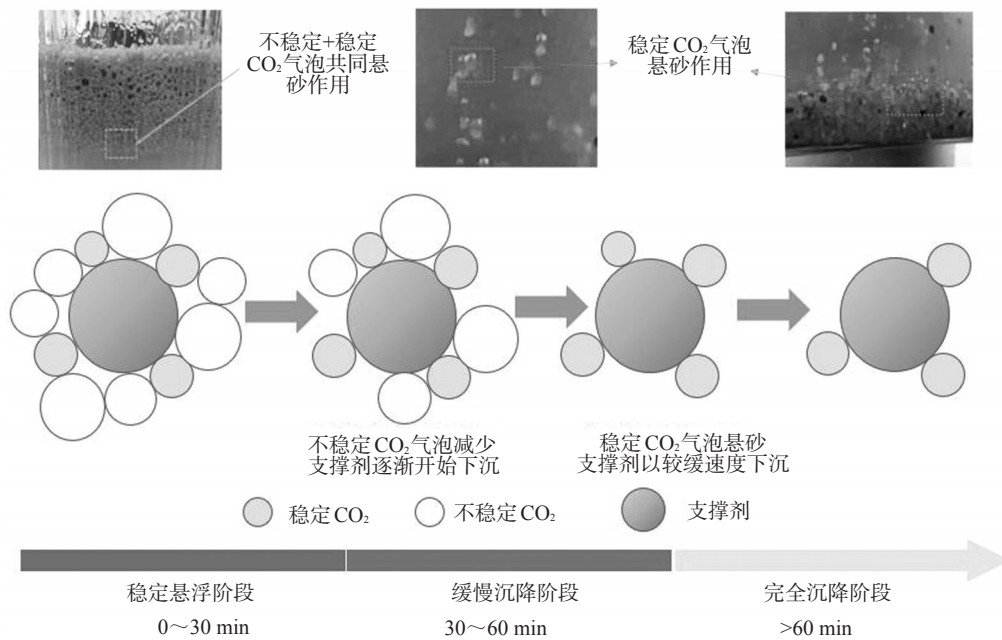 不稳定+稳定
CO₂气泡共同悬
砂作用
稳定CO₂气泡
悬砂作用
不稳定CO₂气泡减少
支撑剂逐渐开始下沉
稳定CO₂气泡悬砂
支撑剂以较缓速度下沉
稳定CO₂
不稳定CO₂
支撑剂
稳定悬浮阶段
缓慢沉降阶段
完全沉降阶段
0～30 min
30～60 min
>60 min